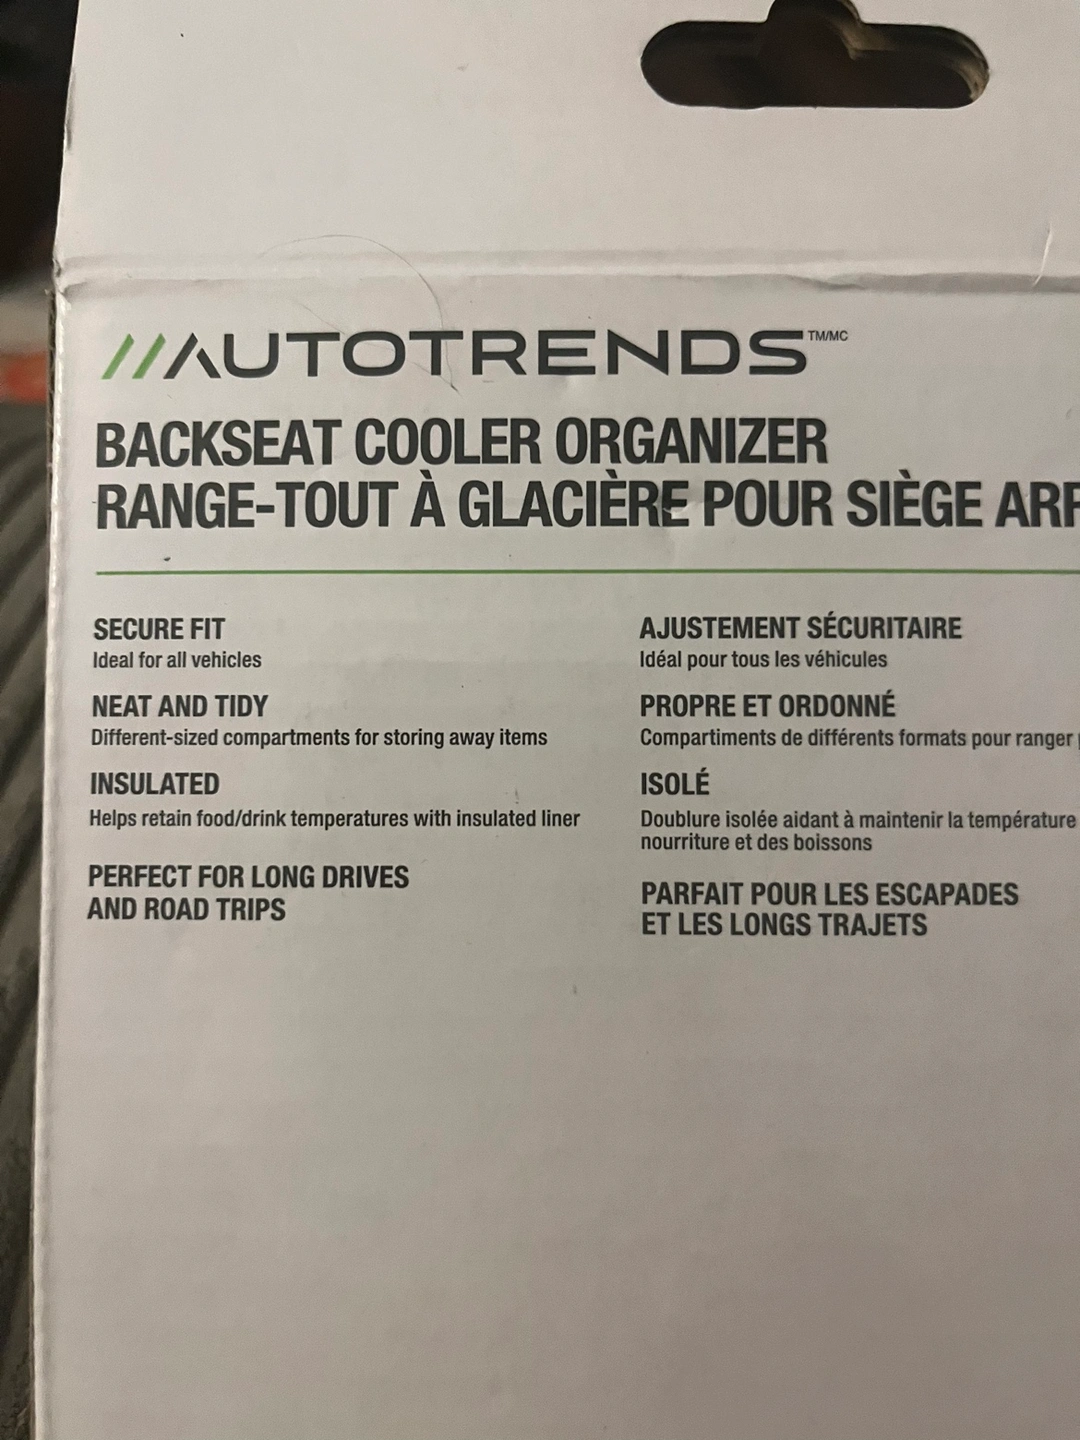 //AUTOTRENDS TM/MC
BACKSEAT COOLER ORGANIZER
RANGE-TOUT À GLACIÈRE POUR SIÈGE
SECURE FIT
Ideal for all vehicles
NEAT AND TIDY
Different-sized compartments for storing away items
INSULATED
Helps retain food/drink temperatures with insulated liner
PERFECT FOR LONG DRIVES
AND ROAD TRIPS
AJUSTEMENT SÉCURITAIRE
Idéal pour tous les véhicules
PROPRE ET ORDONNÉ
Compartiments de différents formats pour ranger
ISOLÉ
Doublure isolée aidant à maintenir la température
nourriture et des boissons
PARFAIT POUR LES ESCAPADES
ET LES LONGS TRAJETS